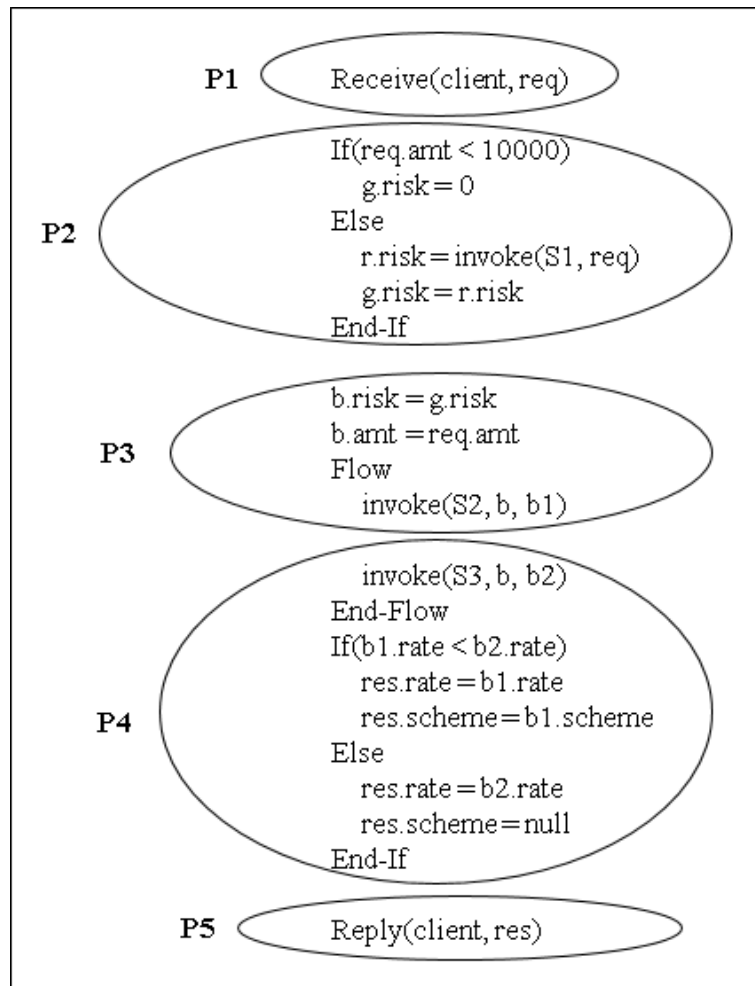 P1 Receive(client, req)
If(req.amt < 10000)
g.risk=0
P2 Else
r.risk=invoke(S1, req)
g.risk=r.risk
End-If
b.risk=g.risk
P3 b.amt=req.amt
Flow
invoke(S2, b, b1)
invoke(S3, b, b2)
End-Flow
If(b1.rate < b2.rate)
res.rate=b1.rate
P4 res.scheme=b1.scheme
Else
res.rate=b2.rate
res.scheme=null
End-If
P5 Reply(client, res)